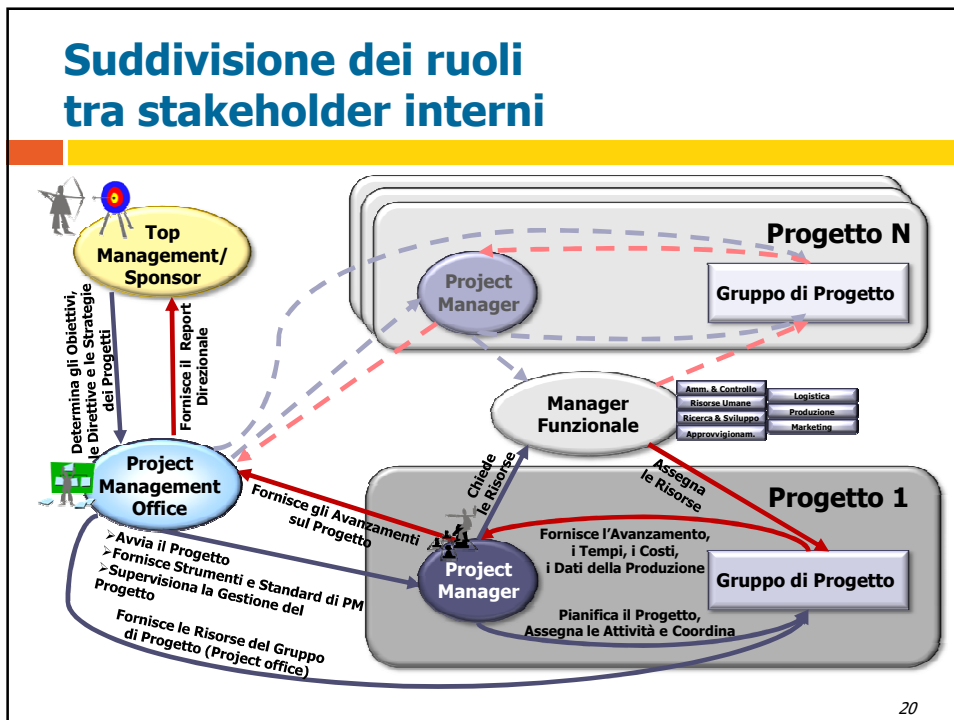 Suddivisione dei ruoli
tra stakeholder interni
Top
Management/
Sponsor
Determina gli Obiettivi,
le Direttive e le Strategie
dei Progetti
Fornisce il Report
Direzionale
Project
Management
Office
Progetto N
Project
Manager
Gruppo di Progetto
Manager
Funzionale
Amm. & Controllo
Risorse Umane
Ricerca & Sviluppo
Approvvigionam.
Logistica
Produzione
Marketing
Chiede
le Risorse
Assegna
le Risorse
Fornisce gli Avanzamenti
sul Progetto
Progetto 1
Fornisce l'Avanzamento,
i Tempi, i Costi,
i Dati della Produzione
Project
Manager
Gruppo di Progetto
Pianifica il Progetto,
Assegna le Attività e Coordina
➢Avvia il Progetto
➢Fornisce Strumenti e Standard di PM
➢Supervisiona la Gestione del
Progetto
Fornisce le Risorse del Gruppo
di Progetto (Project office)
20